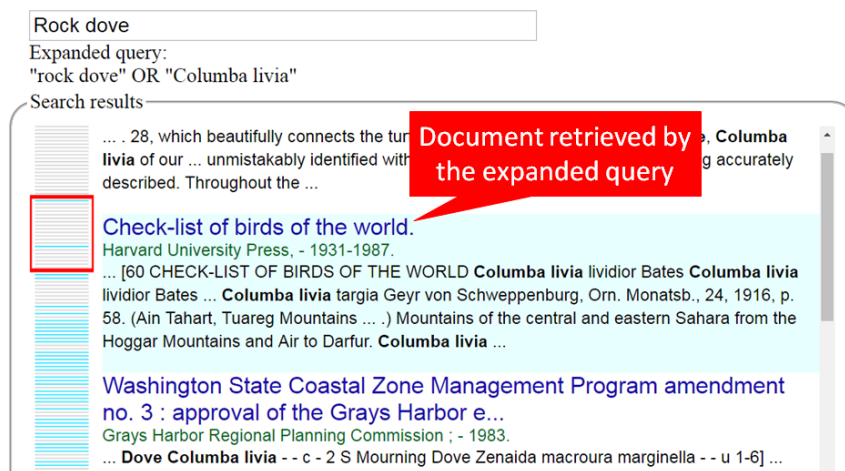 Rock dove
Expanded query:
"rock dove" OR "Columba livia"
Search results
... . 28, which beautifully connects the , Columba
livia of our ... unmistakably identified with g accurately
described. Throughout the ...
Document retrieved by
the expanded query
Check-list of birds of the world.
Harvard University Press, - 1931-1987.
... [60 CHECK-LIST OF BIRDS OF THE WORLD Columba livia lividior Bates Columba livia
lividior Bates ... Columba livia targia Geyr von Schweppenburg, Orn. Monatsb., 24, 1916, p.
58. (Ain Tahart, Tuareg Mountains ... .) Mountains of the central and eastern Sahara from the
Hoggar Mountains and Air to Darfur. Columba livia ...
Washington State Coastal Zone Management Program amendment
no. 3 : approval of the Grays Harbor e...
Grays Harbor Regional Planning Commission ; - 1983.
... Dove Columba livia - - c - 2 S Mourning Dove Zenaida macroura marginella - - u 1-6] ...